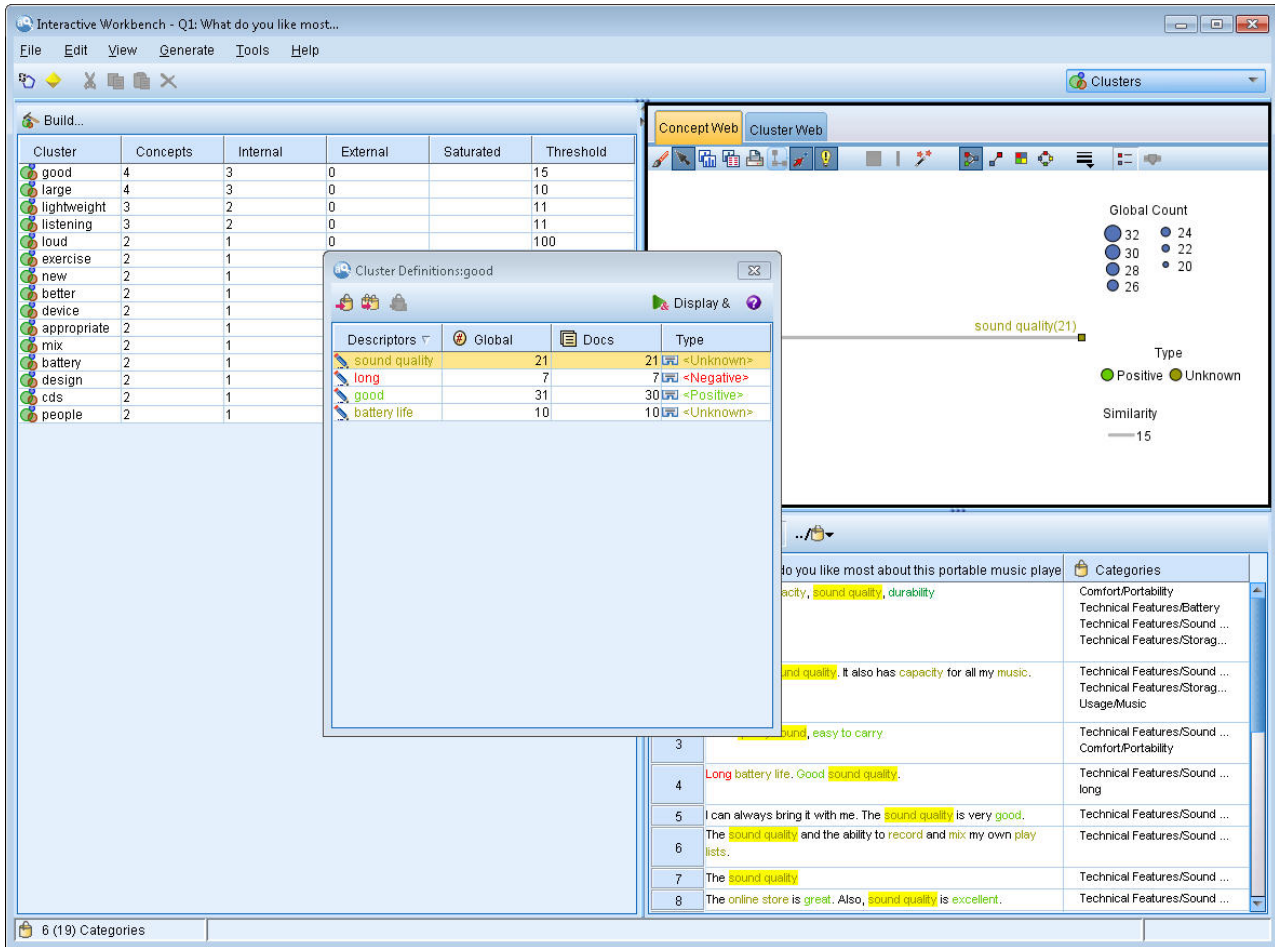 Interactive Workbench - Q1: What do you like most...
File Edit View Generate Tools Help
Clusters
Build...
Cluster Concepts Internal External Saturated Threshold
good 4 3 0 15
large 4 3 0 10
lightweight 3 2 0 11
listening 3 2 0 11
loud 2 1 0 100
exercise 2 1
new 2 1
better 2 1
device 2 1
appropriate 2 1
mix 2 1
battery 2 1
design 2 1
cds 2 1
people 2 1
Cluster Definitions::good
Display &
Descriptors Global Docs Type
sound quality 21 21 <Unknown>
long 7 7 <Negative>
good 31 30 <Positive>
battery life 10 10 <Unknown>
Concept Web Cluster Web
Global Count
32 24
30 22
28 20
26
sound quality(21)
Type
Positive Unknown
Similarity
15
../
do you like most about this portable music playe Categories
acity, sound quality, durability
Comfort/Portability
Technical Features/Battery
Technical Features/Sound ...
Technical Features/Storag...
und quality. It also has capacity for all my music.
Technical Features/Sound ...
Technical Features/Storag...
Usage/Music
3 ound, easy to carry
Technical Features/Sound ...
Comfort/Portability
4 Long battery life. Good sound quality.
Technical Features/Sound ...
long
5 I can always bring it with me. The sound quality is very good. Technical Features/Sound ...
6 The sound quality and the ability to record and mix my own play
lists.
Technical Features/Sound ...
7 The sound quality Technical Features/Sound ...
8 The online store is great. Also, sound quality is excellent. Technical Features/Sound ...
6 (19) Categories